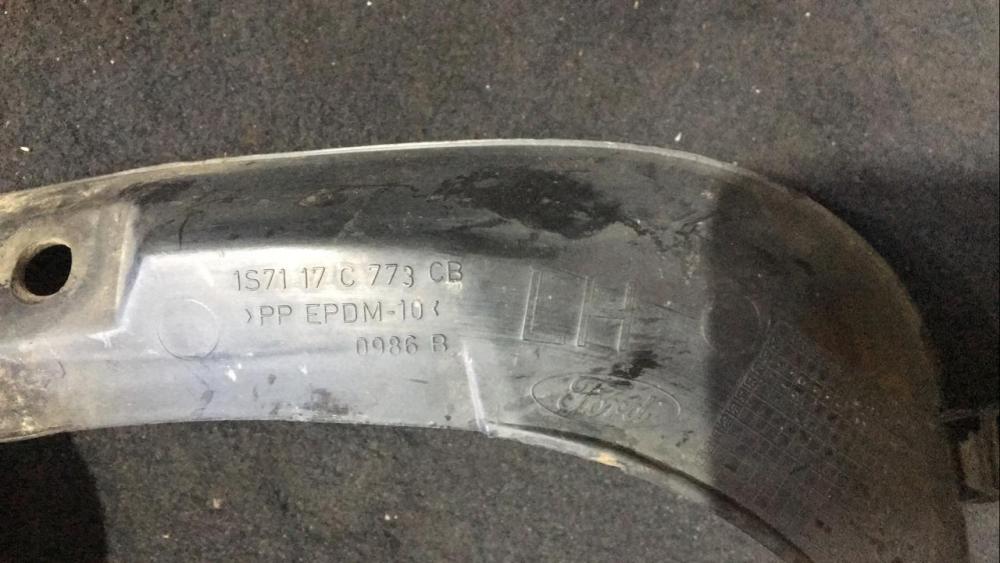 1S71 17 C 773 CB
>PP EPDM-10<
0986 B
LH
Ford